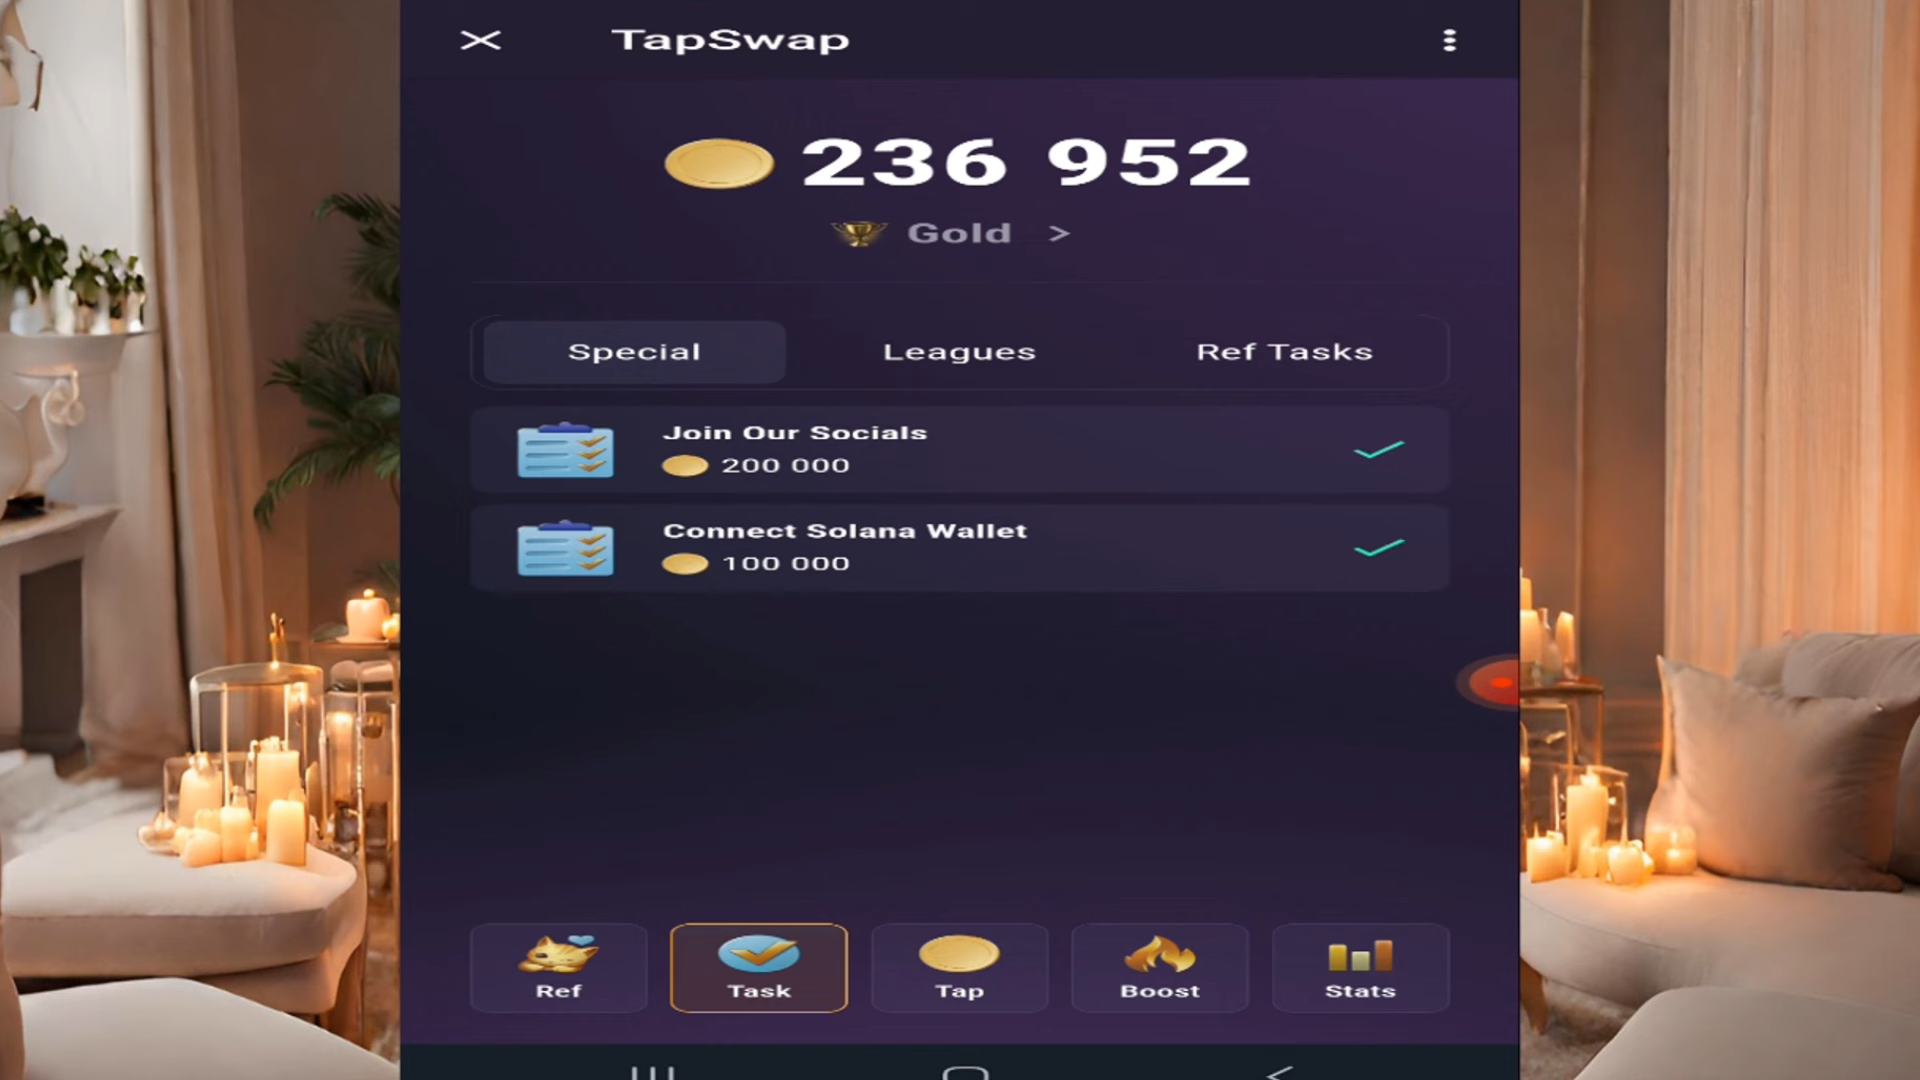 TapSwap
236 952
Gold >
Special
Leagues
Ref Tasks
Join Our Socials
200 000
Connect Solana Wallet
100 000
Ref
Task
Tap
Boost
Stats